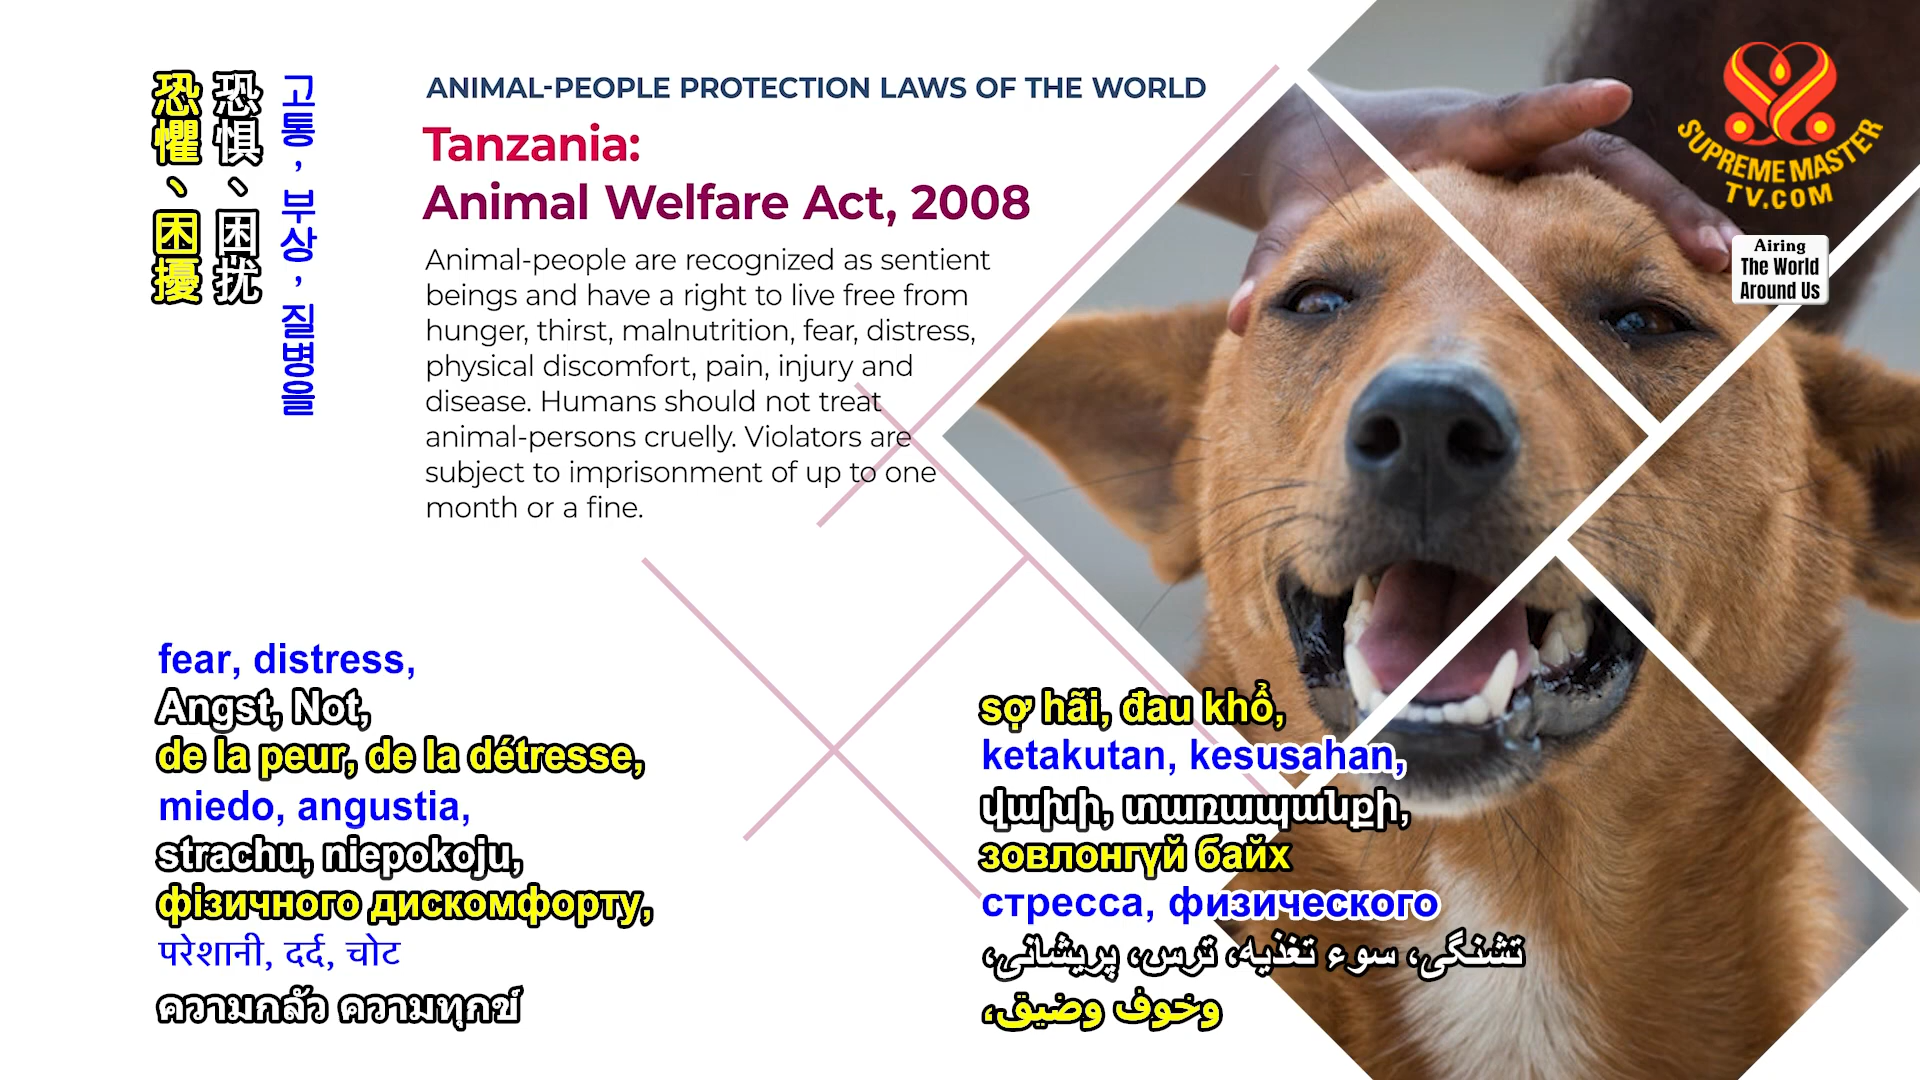 恐懼、困擾
恐惧、困扰
고통, 부상, 질병을
ANIMAL-PEOPLE PROTECTION LAWS OF THE WORLD
Tanzania:
Animal Welfare Act, 2008
Animal-people are recognized as sentient
beings and have a right to live free from
hunger, thirst, malnutrition, fear, distress,
physical discomfort, pain, injury and
disease. Humans should not treat
animal-persons cruelly. Violators are
subject to imprisonment of up to one
month or a fine.
SUPREME MASTER
TV.COM
Airing
The World
Around Us
fear, distress,
Angst, Not,
de la peur, de la détresse,
miedo, angustia,
strachu, niepokoju,
фізичного дискомфорту,
परेशानी, दर्द, चोट
ความกลัว ความทุกข์
sợ hãi, đau khổ,
ketakutan, kesusahan,
վախի, տառապանքի,
зовлонгүй байх
стресса, физического
تشنگی، سوء تغذیه، ترس، پریشانی،
وخوف وضيق،